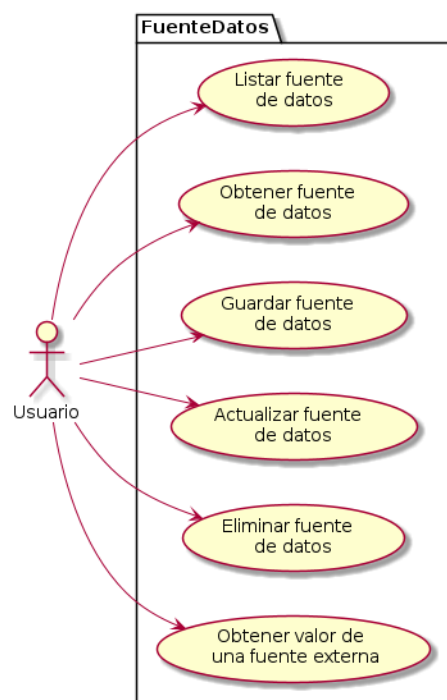 FuenteDatos
Listar fuente
de datos
Obtener fuente
de datos
Guardar fuente
de datos
Usuario
Actualizar fuente
de datos
Eliminar fuente
de datos
Obtener valor de
una fuente externa